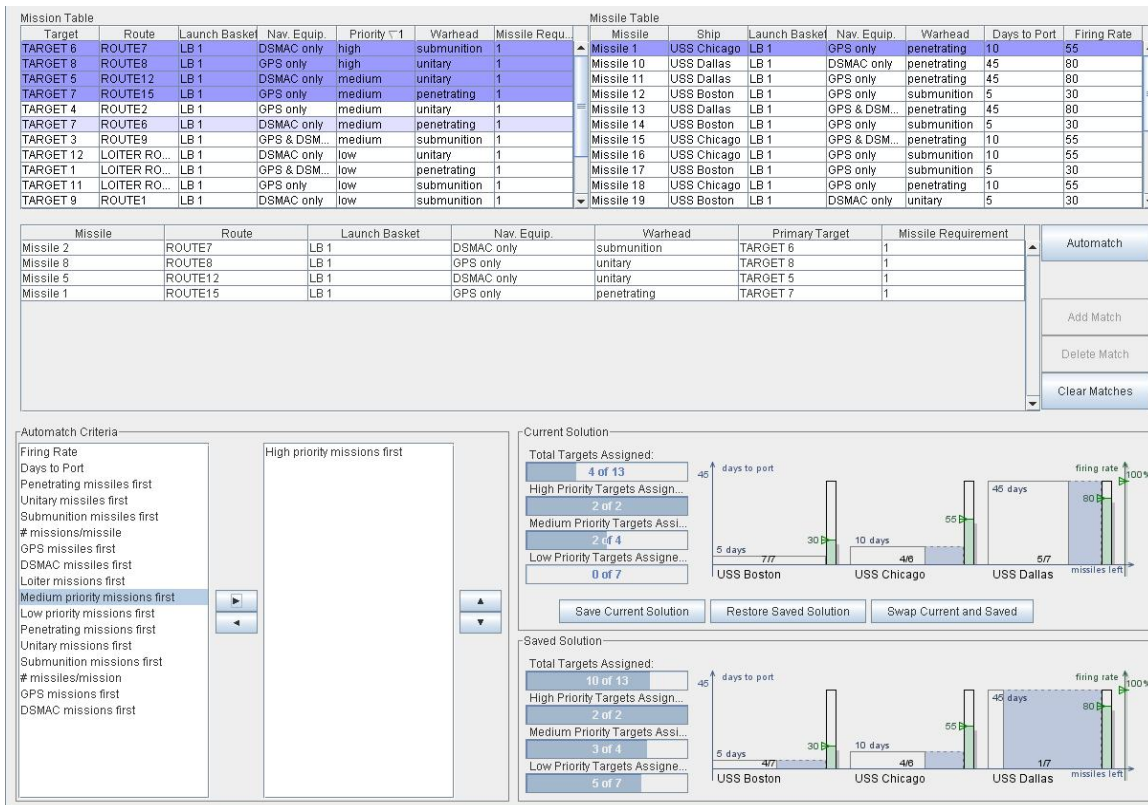 Mission Table
Target Route Launch Basket Nav. Equip. Priority 1 Warhead Missile Requ...
TARGET 6 ROUTE7 LB 1 DSMAC only high submunition 1
TARGET 8 ROUTE8 LB 1 GPS only high unitary 1
TARGET 5 ROUTE12 LB 1 DSMAC only medium unitary 1
TARGET 7 ROUTE15 LB 1 GPS only medium penetrating 1
TARGET 4 ROUTE2 LB 1 GPS only medium unitary 1
TARGET 7 ROUTE6 LB 1 DSMAC only medium penetrating 1
TARGET 3 ROUTE9 LB 1 GPS & DSM... medium submunition 1
TARGET 12 LOITER RO... LB 1 DSMAC only low unitary 1
TARGET 1 LOITER RO... LB 1 GPS & DSM... low penetrating 1
TARGET 11 LOITER RO... LB 1 GPS only low submunition 1
TARGET 9 ROUTE1 LB 1 DSMAC only low submunition 1
Missile Table
Missile Ship Launch Basket Nav. Equip. Warhead Days to Port Firing Rate
Missile 1 USS Chicago LB 1 GPS only penetrating 10 55
Missile 10 USS Dallas LB 1 DSMAC only penetrating 45 80
Missile 11 USS Dallas LB 1 GPS only penetrating 45 80
Missile 12 USS Boston LB 1 GPS only submunition 5 30
Missile 13 USS Dallas LB 1 GPS & DSM... penetrating 45 80
Missile 14 USS Boston LB 1 GPS only submunition 5 30
Missile 15 USS Chicago LB 1 GPS & DSM... penetrating 10 55
Missile 16 USS Chicago LB 1 GPS only submunition 10 55
Missile 17 USS Boston LB 1 GPS only submunition 5 30
Missile 18 USS Chicago LB 1 GPS only penetrating 10 55
Missile 19 USS Boston LB 1 DSMAC only unitary 5 30
Missile Route Launch Basket Nav. Equip. Warhead Primary Target Missile Requirement
Missile 2 ROUTE7 LB 1 DSMAC only submunition TARGET 6 1
Missile 8 ROUTE8 LB 1 GPS only unitary TARGET 8 1
Missile 5 ROUTE12 LB 1 DSMAC only unitary TARGET 5 1
Missile 1 ROUTE15 LB 1 GPS only penetrating TARGET 7 1
Automatch
Add Match
Delete Match
Clear Matches
Automatch Criteria
Firing Rate
Days to Port
Penetrating missiles first
Unitary missiles first
Submunition missiles first
# missions/missile
GPS missiles first
DSMAC missiles first
Loiter missions first
Medium priority missions first
Low priority missions first
Penetrating missions first
Unitary missions first
Submunition missions first
# missiles/mission
GPS missions first
DSMAC missions first
High priority missions first
Current Solution
Total Targets Assigned:
4 of 13
High Priority Targets Assign...
2 of 2
Medium Priority Targets Assi...
2 of 4
Low Priority Targets Assigne...
0 of 7
45 days to port firing rate 100%
5 days 7/7 30
10 days 4/6 55
45 days 5/7 80
USS Boston USS Chicago USS Dallas missiles left
Save Current Solution Restore Saved Solution Swap Current and Saved
Saved Solution
Total Targets Assigned:
10 of 13
High Priority Targets Assign...
2 of 2
Medium Priority Targets Assi...
3 of 4
Low Priority Targets Assigne...
5 of 7
45 days to port firing rate 100%
5 days 4/7 30
10 days 4/6 55
45 days 1/7 80
USS Boston USS Chicago USS Dallas missiles left